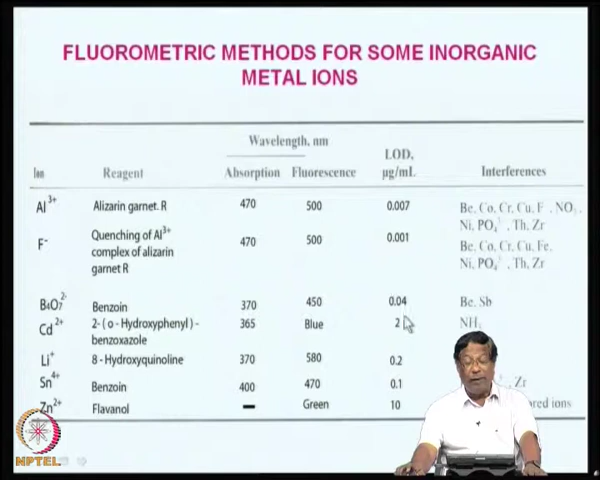 FLUOROMETRIC METHODS FOR SOME INORGANIC
METAL IONS
Wavelength, nm
Ion Reagent Absorption Fluorescence LOD, µg/mL Interferences
Al3+ Alizarin garnet. R 470 500 0.007 Be, Co, Cr, Cu, F-, NO3-,
Ni, PO43-, Th, Zr
F- Quenching of Al3+
complex of alizarin
garnet R 470 500 0.001 Be, Co, Cr, Cu, Fe,
Ni, PO43-, Th, Zr
B4O72- Benzoin 370 450 0.04 Be, Sb
Cd2+ 2-(o-Hydroxyphenyl)-
benzoxazole 365 Blue 2 NH3
Li+ 8-Hydroxyquinoline 370 580 0.2
Sn4+ Benzoin 400 470 0.1 Zr
Zn2+ Flavanol — Green 10 ions
NPTEL